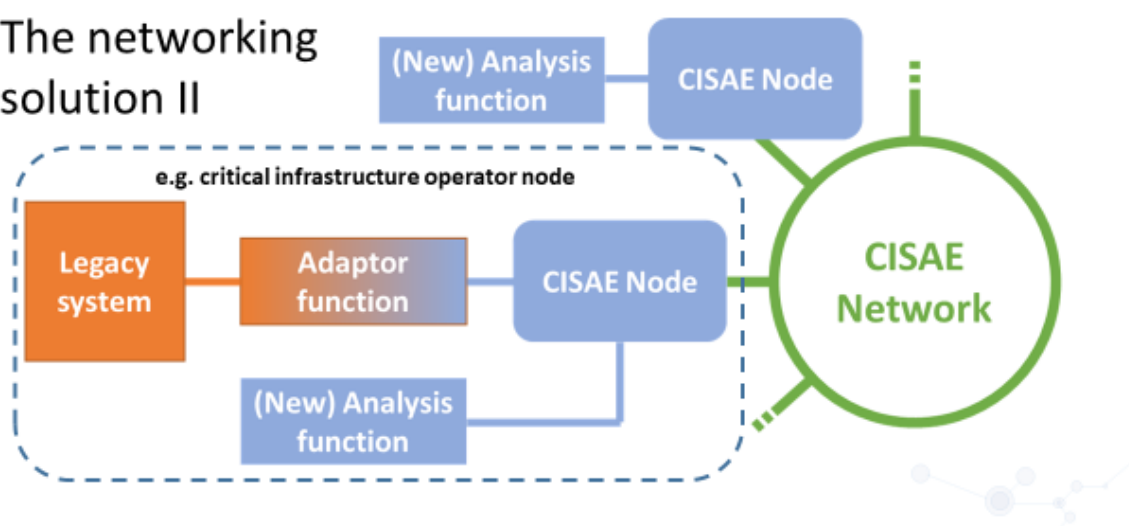 The networking
solution II
(New) Analysis
function
CISAE Node
e.g. critical infrastructure operator node
Legacy
system
Adaptor
function
CISAE Node
(New) Analysis
function
CISAE
Network